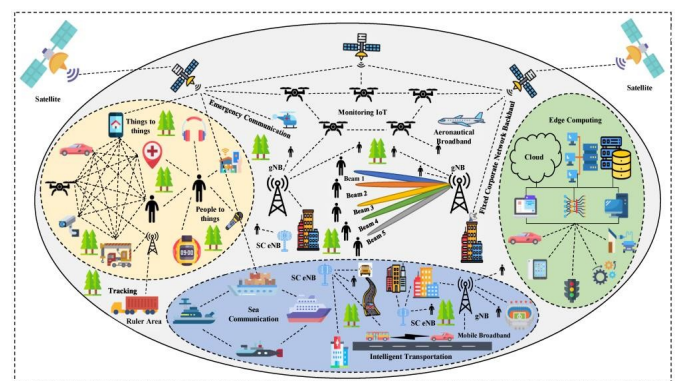 Satellite
Satellite
Emergency Communication
Monitoring IoT
Aeronautical
Broadband
Fixed Corporate Network Backhaul
Edge Computing
Cloud
Things to
things
People to
things
gNB
gNB
Beam 1
Beam 2
Beam 3
Beam 4
Beam 5
SC eNB
09:00
Tracking
Ruler Area
Sea
Communication
SC eNB
SC eNB
gNB
Mobile Broadband
Intelligent Transportation